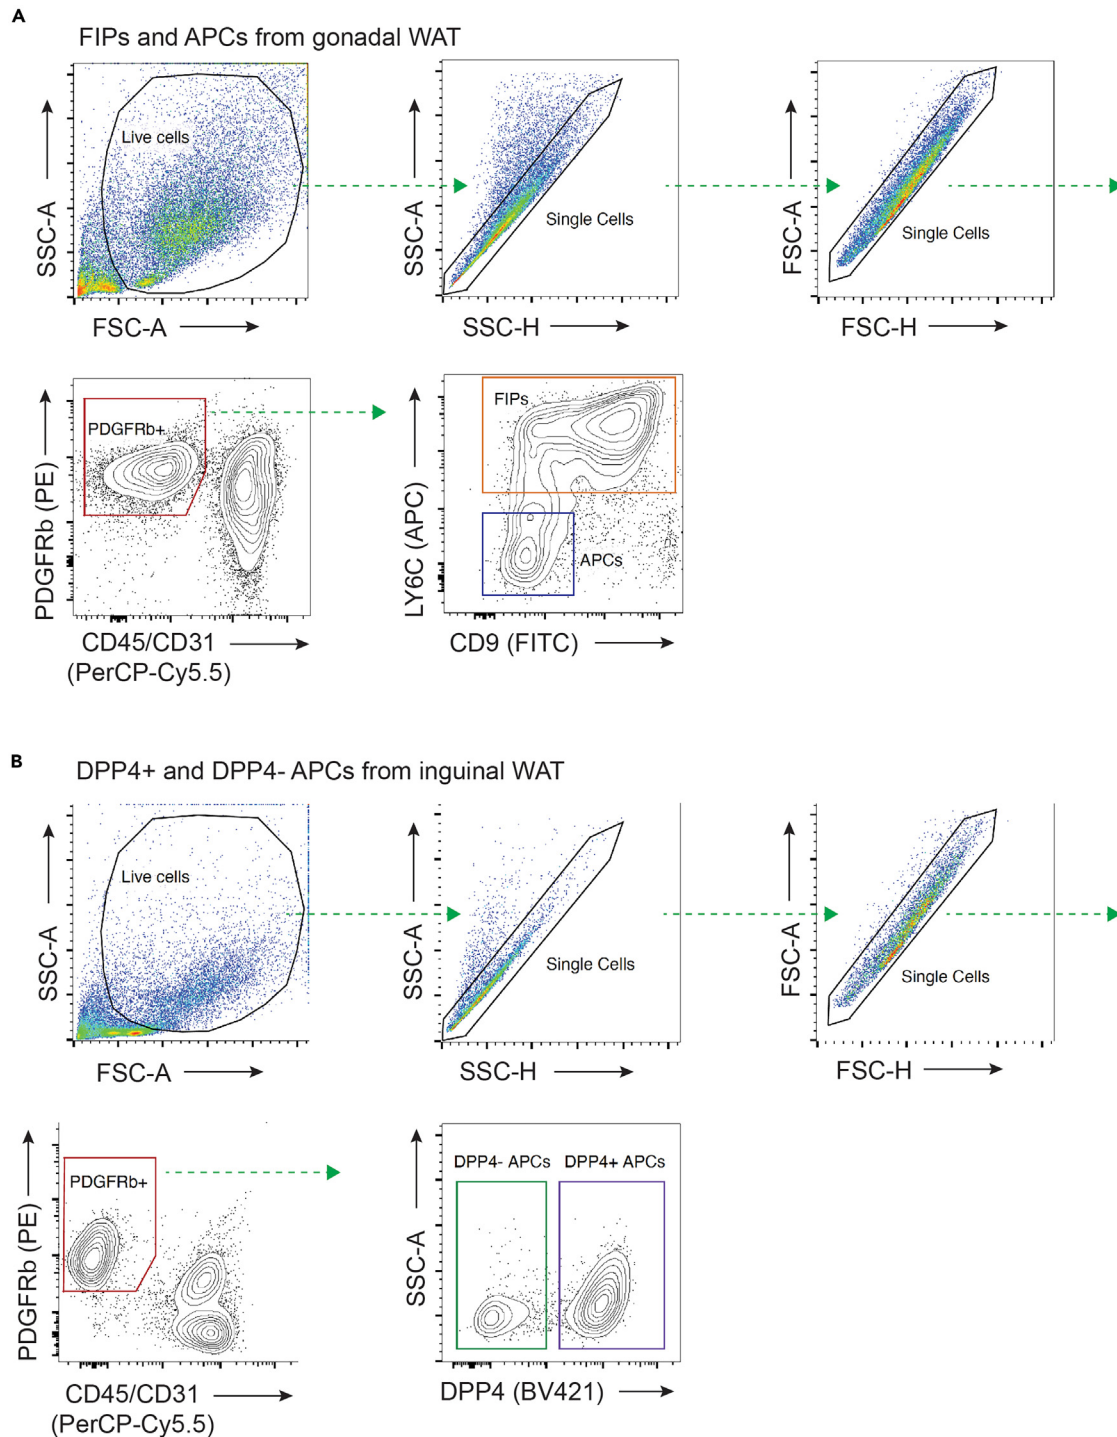 A
FIPs and APCs from gonadal WAT
SSC-A
Live cells
FSC-A
SSC-A
Single Cells
SSC-H
FSC-A
Single Cells
FSC-H
PDGFRb (PE)
PDGFRb+
CD45/CD31
(PerCP-Cy5.5)
LY6C (APC)
FIPs
APCs
CD9 (FITC)
B
DPP4+ and DPP4- APCs from inguinal WAT
SSC-A
Live cells
FSC-A
SSC-A
Single Cells
SSC-H
FSC-A
Single Cells
FSC-H
PDGFRb (PE)
PDGFRb+
CD45/CD31
(PerCP-Cy5.5)
SSC-A
DPP4- APCs
DPP4+ APCs
DPP4 (BV421)